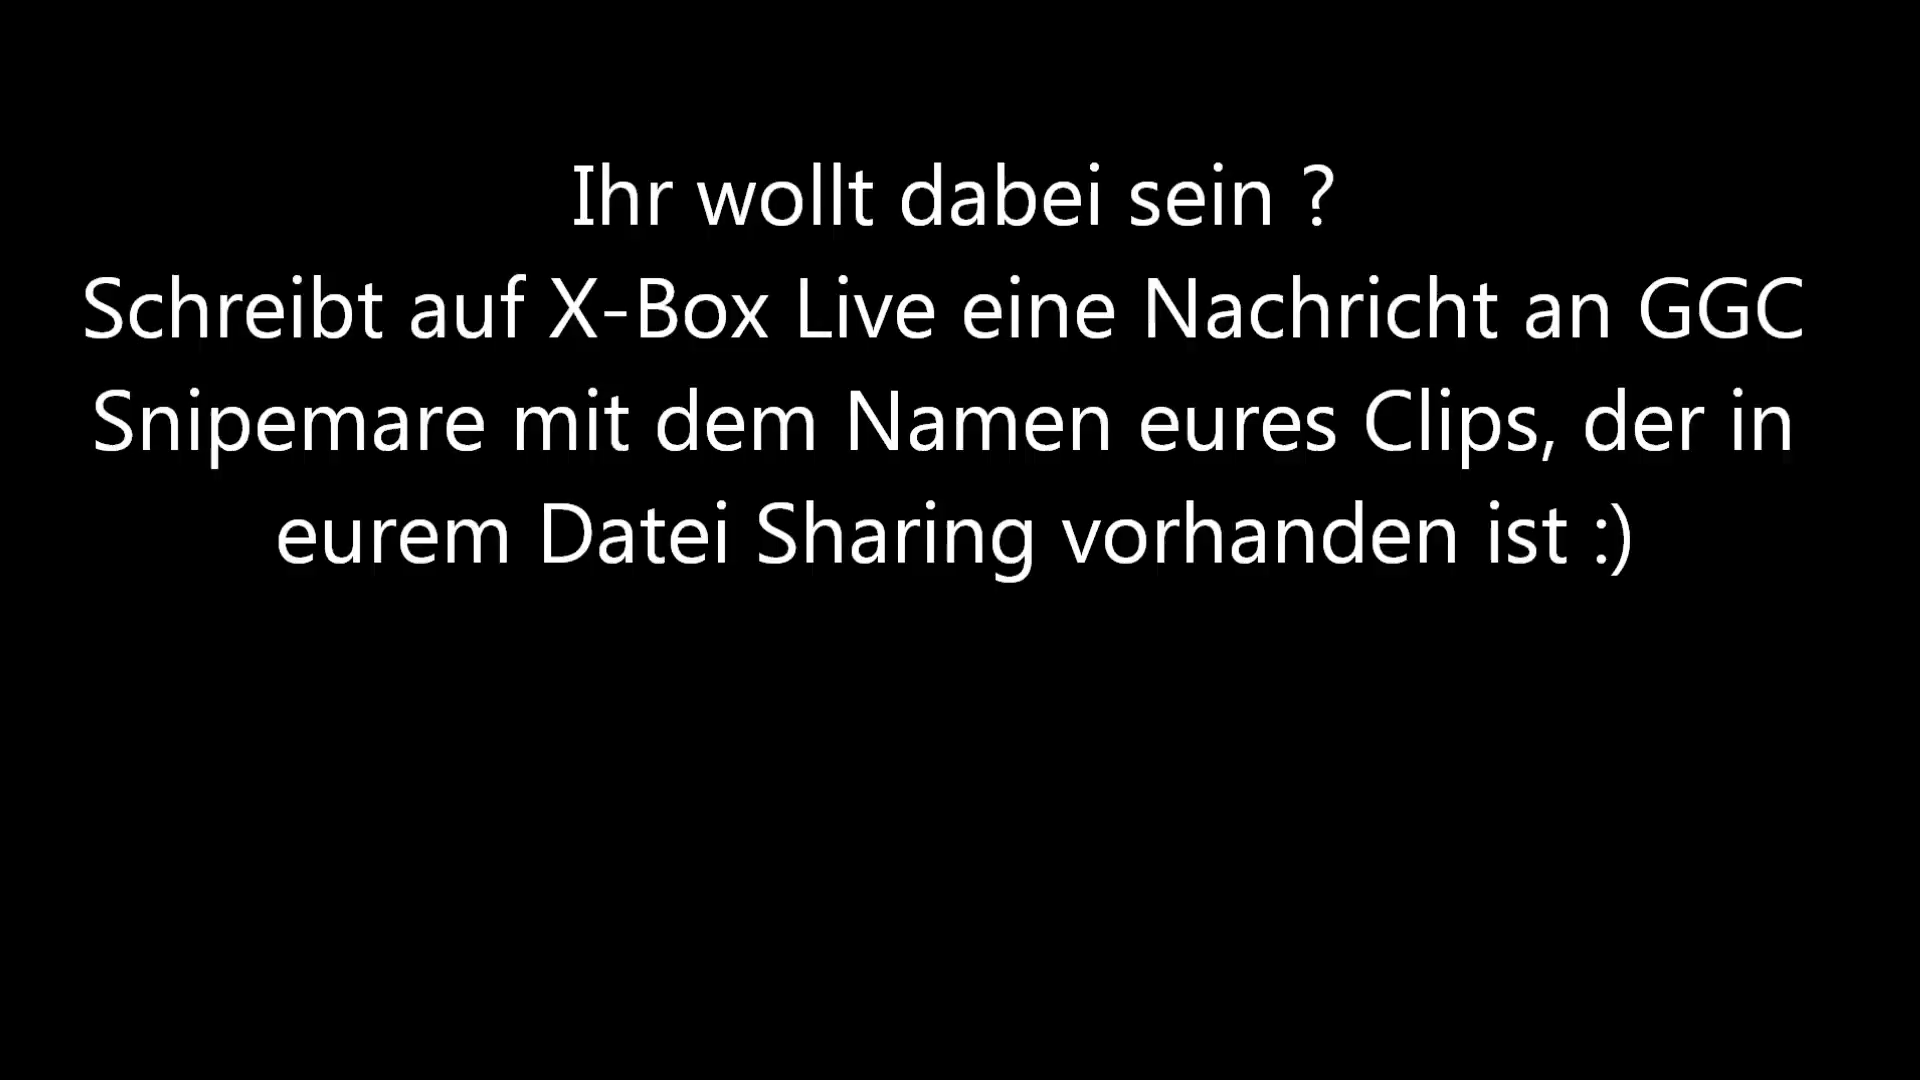 Ihr wollt dabei sein ?
Schreibt auf X-Box Live eine Nachricht an GGC
Snipemare mit dem Namen eures Clips, der in
eurem Datei Sharing vorhanden ist :)